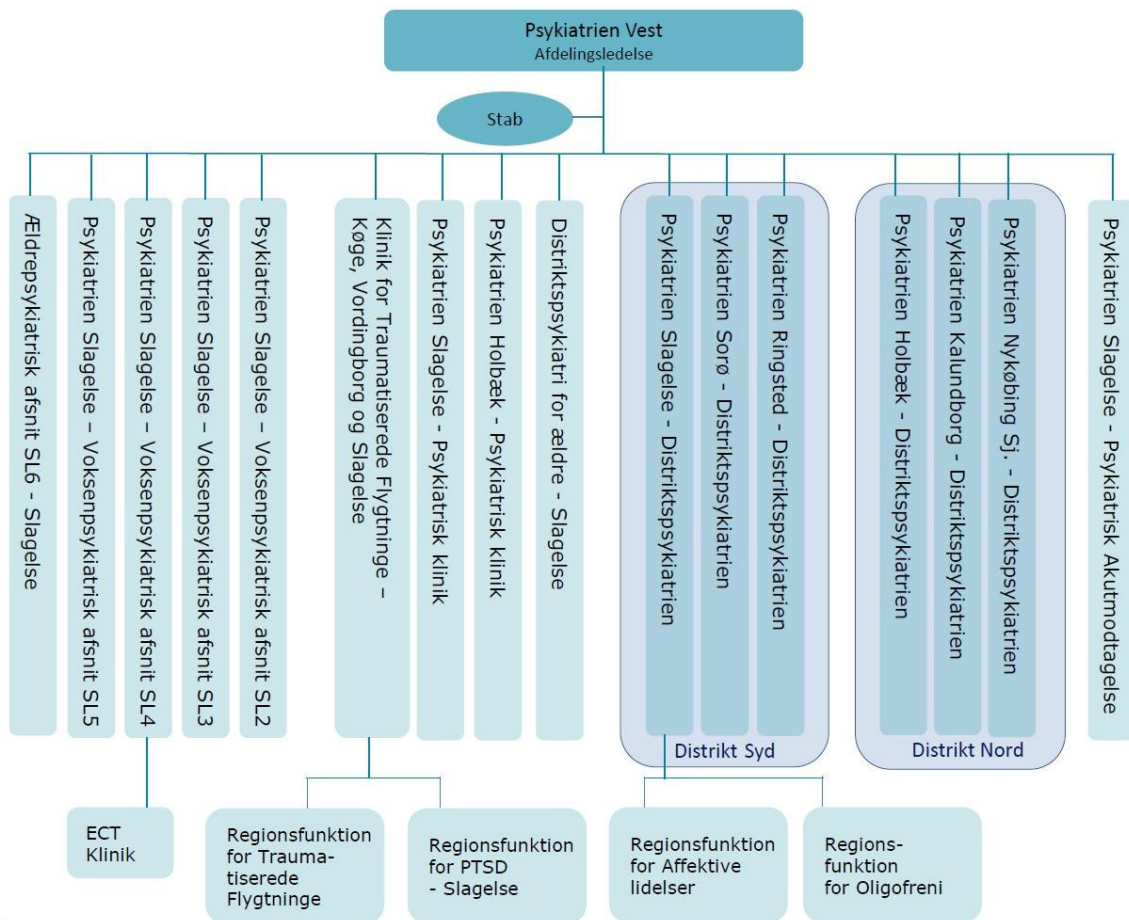 Psykiatrien Vest
Afdelingsledelse
Stab
Ældrepsykiatrisk afsnit SL6 - Slagelse
Psykiatrien Slagelse – Voksenpsykiatrisk afsnit SL5
Psykiatrien Slagelse – Voksenpsykiatrisk afsnit SL4
Psykiatrien Slagelse – Voksenpsykiatrisk afsnit SL3
Psykiatrien Slagelse – Voksenpsykiatrisk afsnit SL2
Klinik for Traumatiserede Flygtninge –
Køge, Vordingborg og Slagelse
Psykiatrien Slagelse - Psykiatrisk klinik
Psykiatrien Holbæk - Psykiatrisk klinik
Distriktspsykiatri for ældre - Slagelse
Psykiatrien Slagelse - Distriktspsykiatrien
Psykiatrien Sorø - Distriktspsykiatrien
Psykiatrien Ringsted - Distriktspsykiatrien
Distrikt Syd
Psykiatrien Holbæk - Distriktspsykiatrien
Psykiatrien Kalundborg - Distriktspsykiatrien
Psykiatrien Nykøbing Sj. - Distriktspsykiatrien
Distrikt Nord
Psykiatrien Slagelse - Psykiatrisk Akutmodtagelse
ECT
Klinik
Regionsfunktion
for Trauma-
tiserede
Flygtninge
Regionsfunktion
for PTSD
- Slagelse
Regionsfunktion
for Affektive
lidelser
Regions-
funktion
for Oligofreni